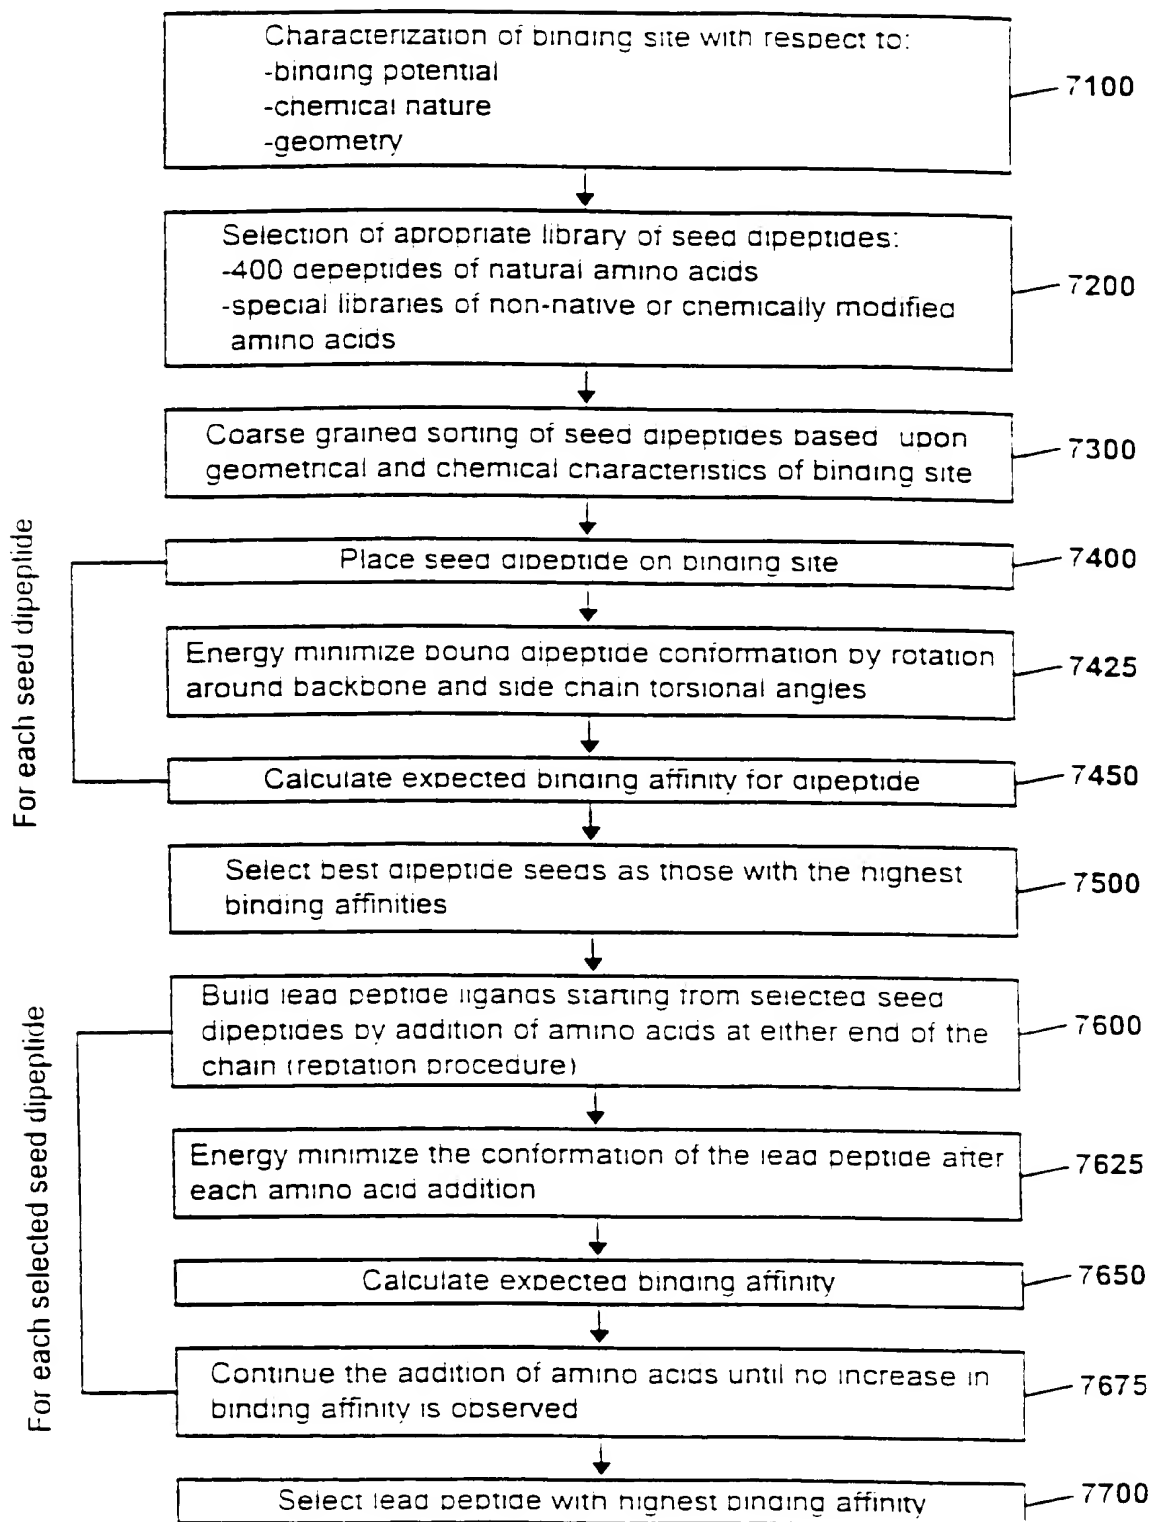 Characterization of binding site with respect to:
-binding potential
-chemical nature
-geometry
7100
Selection of apropriate library of seed dipeptides:
-400 depeptides of natural amino acids
-special libraries of non-native or chemically modified
amino acids
7200
Coarse grained sorting of seed dipeptides based upon
geometrical and chemical characteristics of binding site
7300
For each seed dipeptide
Place seed dipeptide on binding site
7400
Energy minimize bound dipeptide conformation by rotation
around backbone and side chain torsional angles
7425
Calculate expected binding affinity for dipeptide
7450
Select best dipeptide seeds as those with the highest
binding affinities
7500
For each selected seed dipeptide
Build lead peptide ligands starting from selected seed
dipeptides by addition of amino acids at either end of the
chain (reptation procedure)
7600
Energy minimize the conformation of the lead peptide after
each amino acid addition
7625
Calculate expected binding affinity
7650
Continue the addition of amino acids until no increase in
binding affinity is observed
7675
Select lead peptide with highest binding affinity
7700